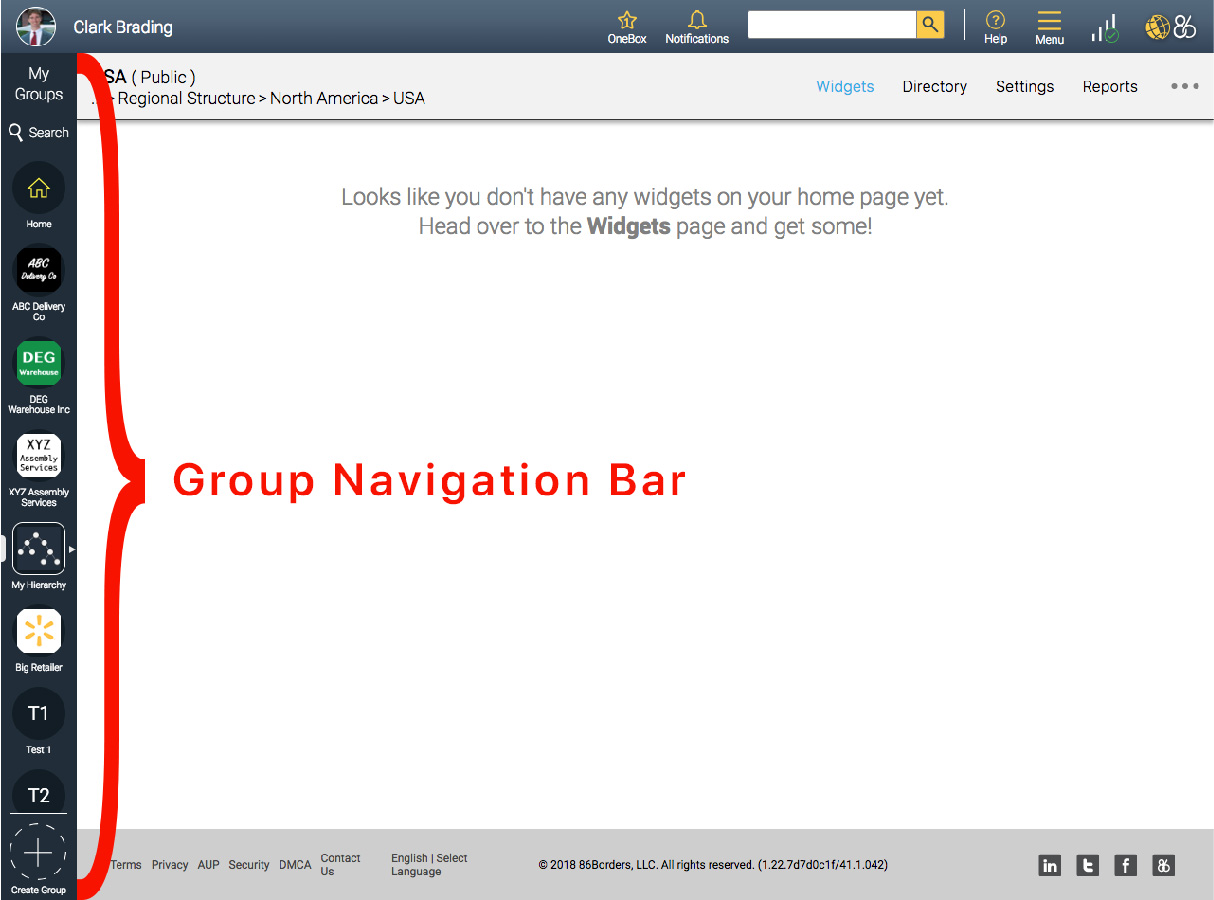 Clark Brading
OneBox
Notifications
Help
Menu
My
Groups
Search
Home
ABC
Delivery Co
ABC Delivery
Co
DEG
Warehouse
DEG
Warehouse Inc
XYZ
Assembly
Services
XYZ Assembly
Services
My Hierarchy
Big Retailer
T1
Test 1
T2
Create Group
SA ( Public )
> Regional Structure > North America > USA
Widgets
Directory
Settings
Reports
Looks like you don't have any widgets on your home page yet.
Head over to the Widgets page and get some!
Group Navigation Bar
Terms Privacy AUP Security DMCA
Contact
Us
English | Select
Language
© 2018 86Borders, LLC. All rights reserved. (1.22.7d7d0c1f/41.1.042)